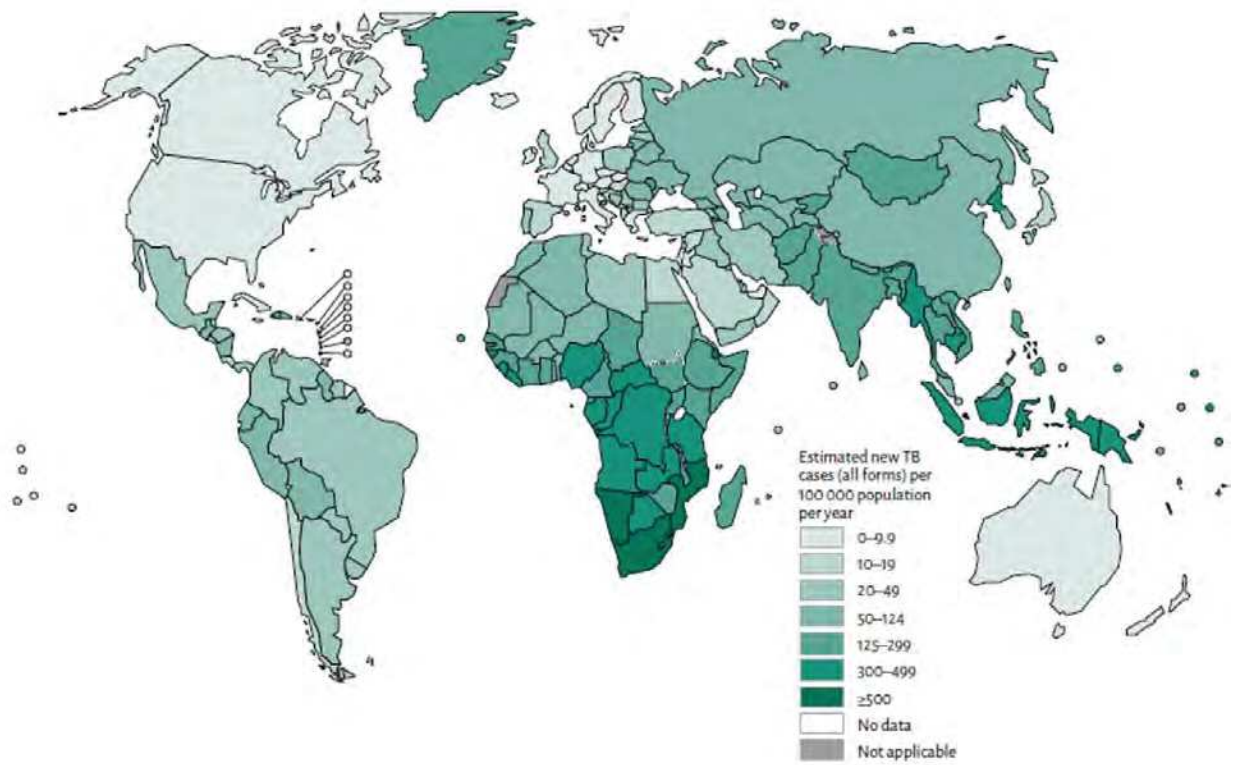 Estimated new TB
cases (all forms) per
100 000 population
per year
0–9.9
10–19
20–49
50–124
125–299
300–499
≥500
No data
Not applicable